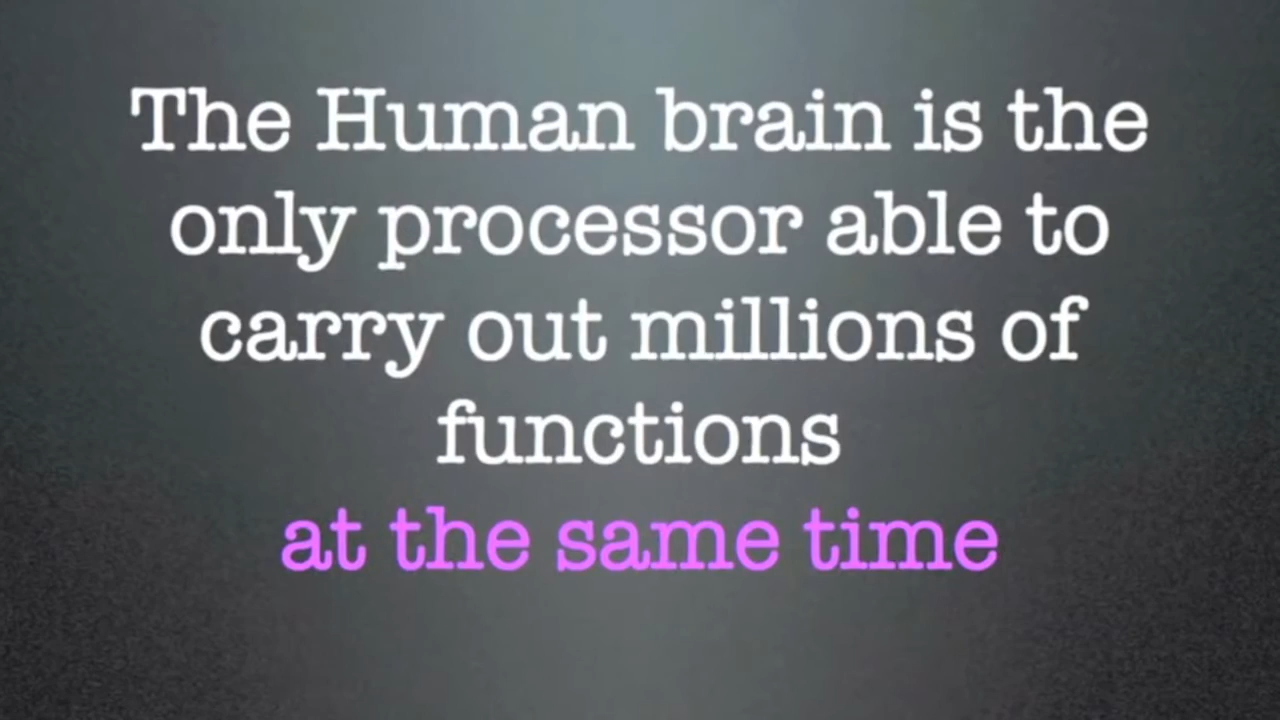 The Human brain is the
only processor able to
carry out millions of
functions
at the same time